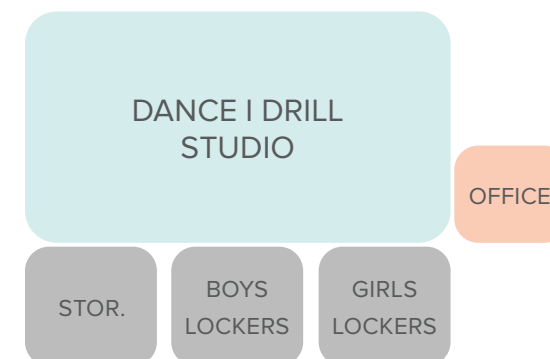 DANCE I DRILL
STUDIO
OFFICE
STOR.
BOYS
LOCKERS
GIRLS
LOCKERS